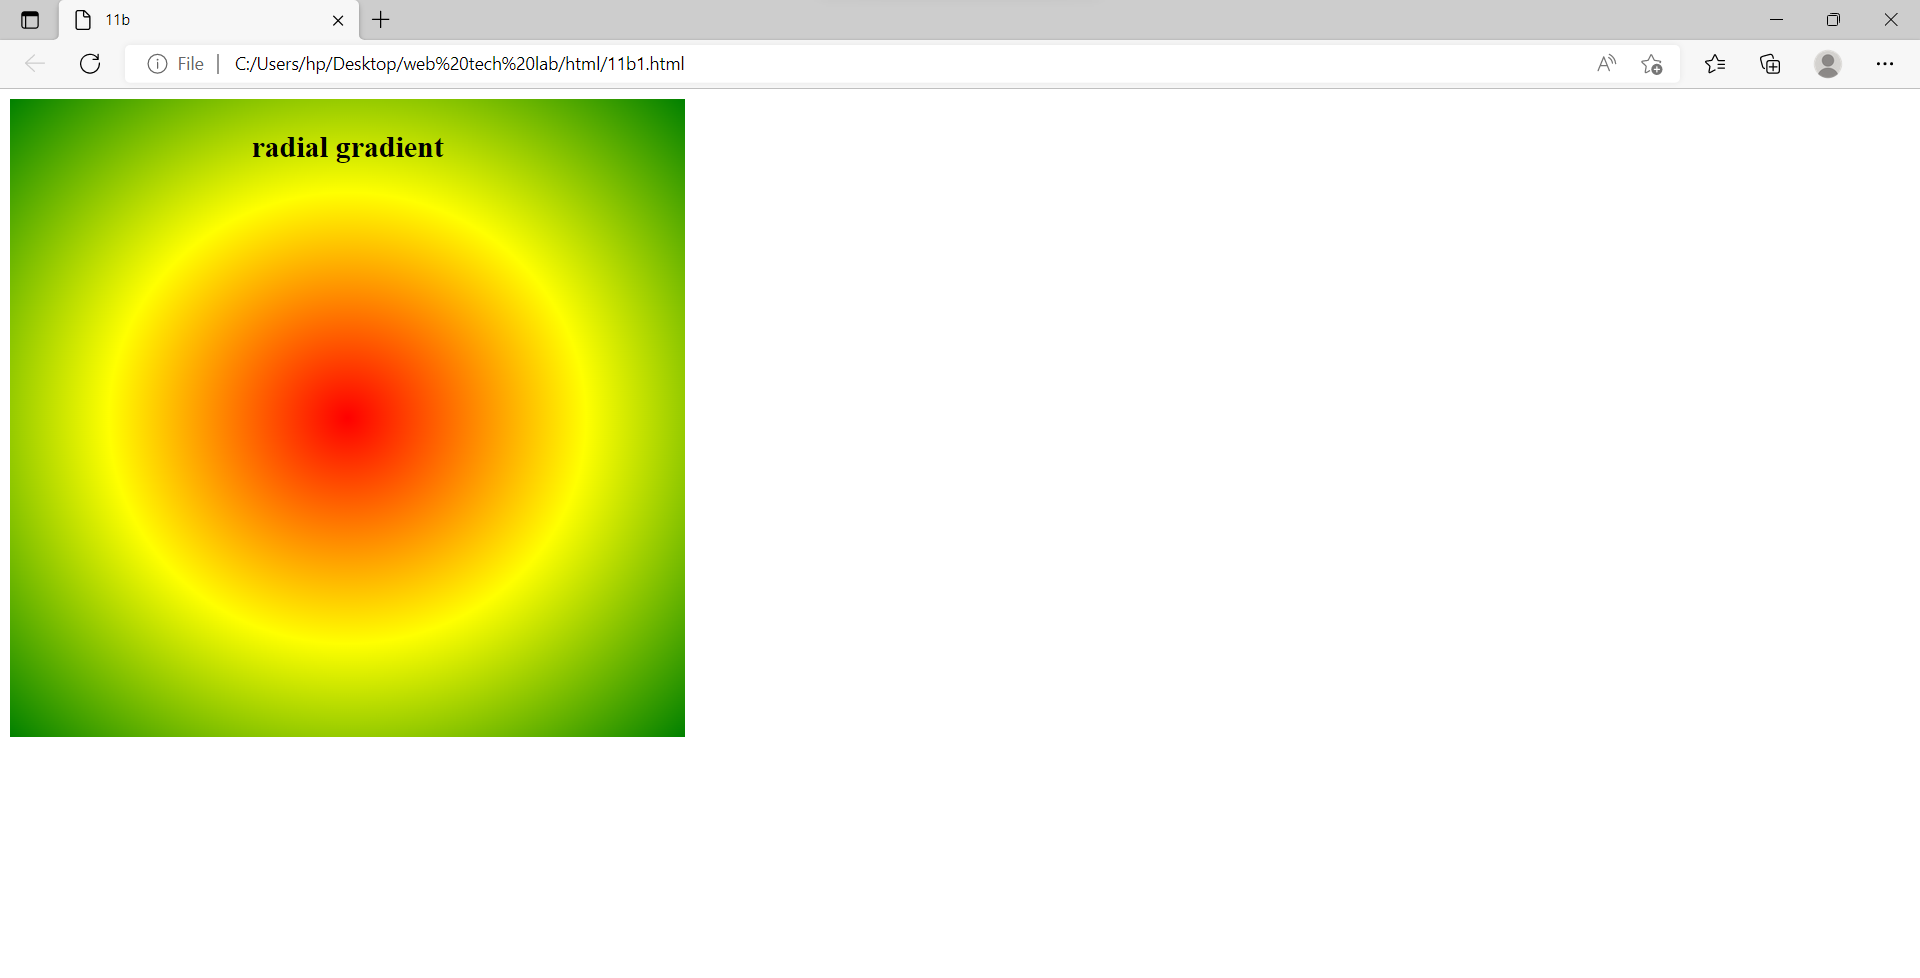 11b
File
C:/Users/hp/Desktop/web%20tech%20lab/html/11b1.html
A
radial gradient